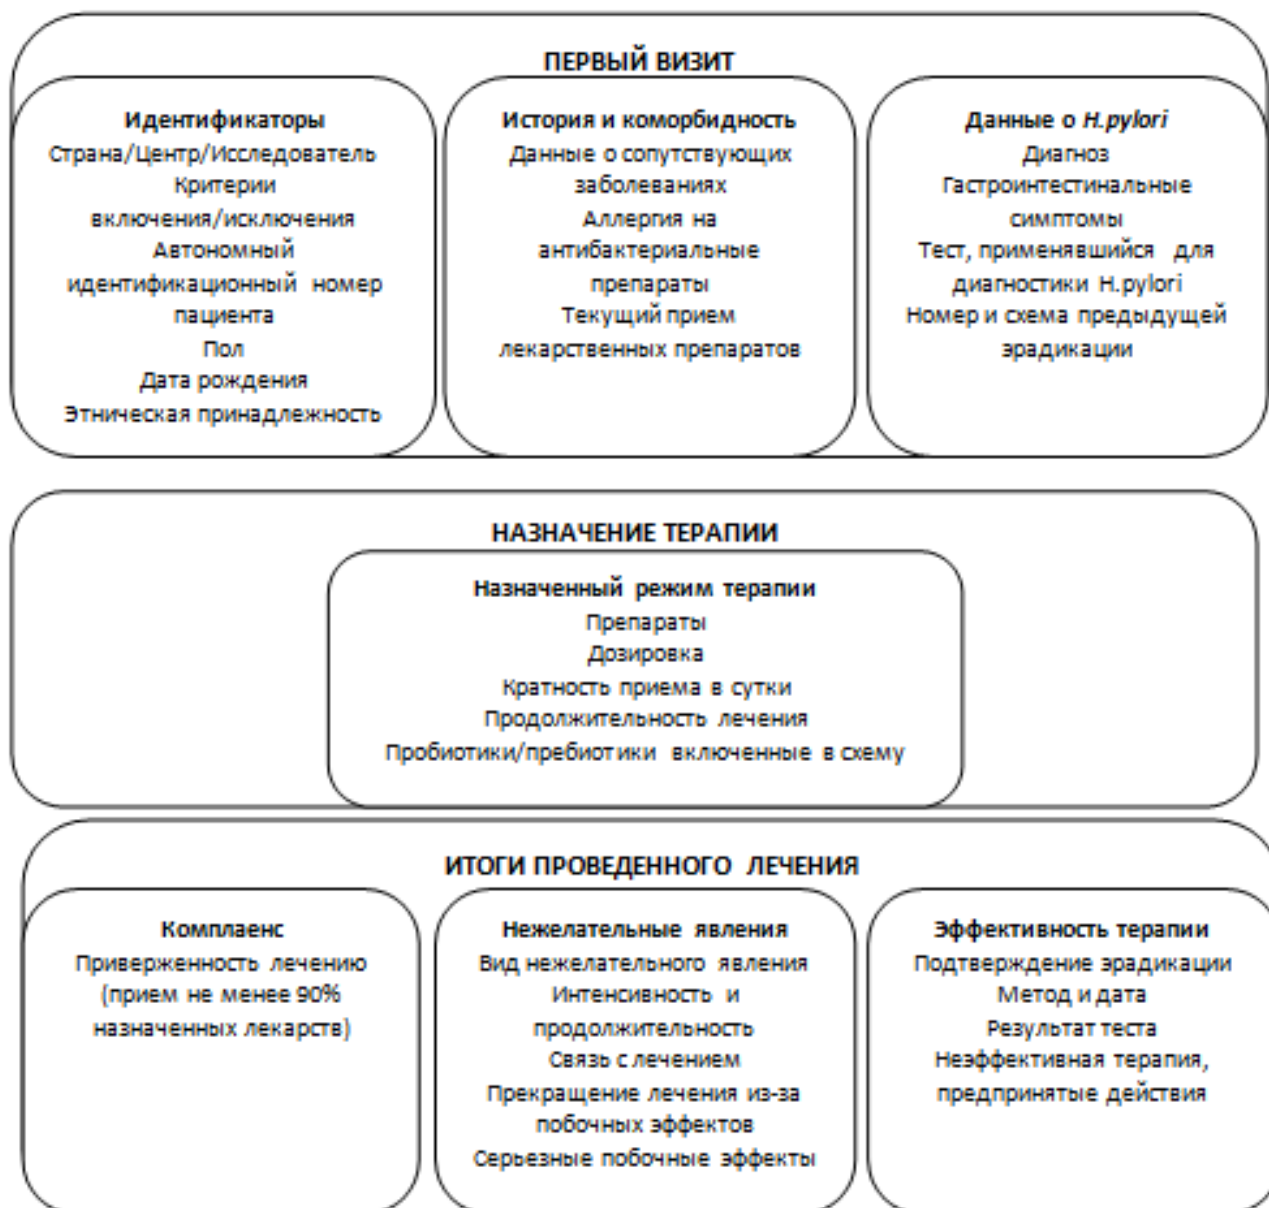 ПЕРВЫЙ ВИЗИТ
Идентификаторы
Страна/Центр/Исследователь
Критерии
включения/исключения
Автономный
идентификационный номер
пациента
Пол
Дата рождения
Этническая принадлежность
История и коморбидность
Данные о сопутствующих
заболеваниях
Аллергия на
антибактериальные
препараты
Текущий прием
лекарственных препаратов
Данные о H.pylori
Диагноз
Гастроинтестинальные
симптомы
Тест, применявшийся для
диагностики H.pylori
Номер и схема предыдущей
эрадикации
НАЗНАЧЕНИЕ ТЕРАПИИ
Назначенный режим терапии
Препараты
Дозировка
Кратность приема в сутки
Продолжительность лечения
Пробиотики/пребиотики включенные в схему
ИТОГИ ПРОВЕДЕННОГО ЛЕЧЕНИЯ
Комплаенс
Приверженность лечению
(прием не менее 90%
назначенных лекарств)
Нежелательные явления
Вид нежелательного явления
Интенсивность и
продолжительность
Связь с лечением
Прекращение лечения из-за
побочных эффектов
Серьезные побочные эффекты
Эффективность терапии
Подтверждение эрадикации
Метод и дата
Результат теста
Неэффективная терапия,
предпринятые действия